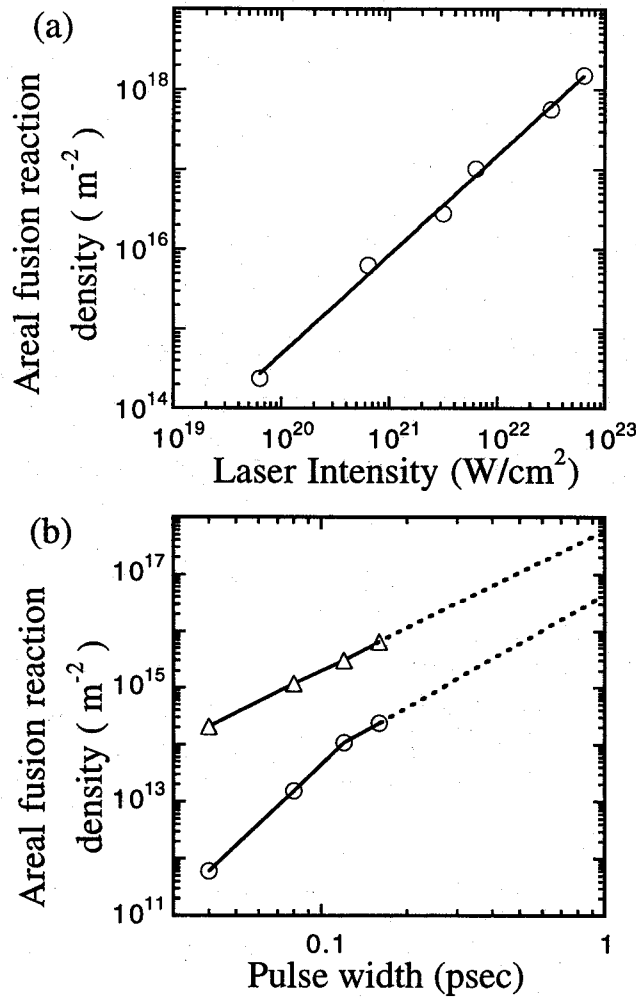 (a)
Areal fusion reaction
density ( m⁻² )
10¹⁸
10¹⁶
10¹⁴
10¹⁹ 10²⁰ 10²¹ 10²² 10²³
Laser Intensity (W/cm²)
(b)
Areal fusion reaction
density ( m⁻² )
10¹⁷
10¹⁵
10¹³
10¹¹
0.1 1
Pulse width (psec)